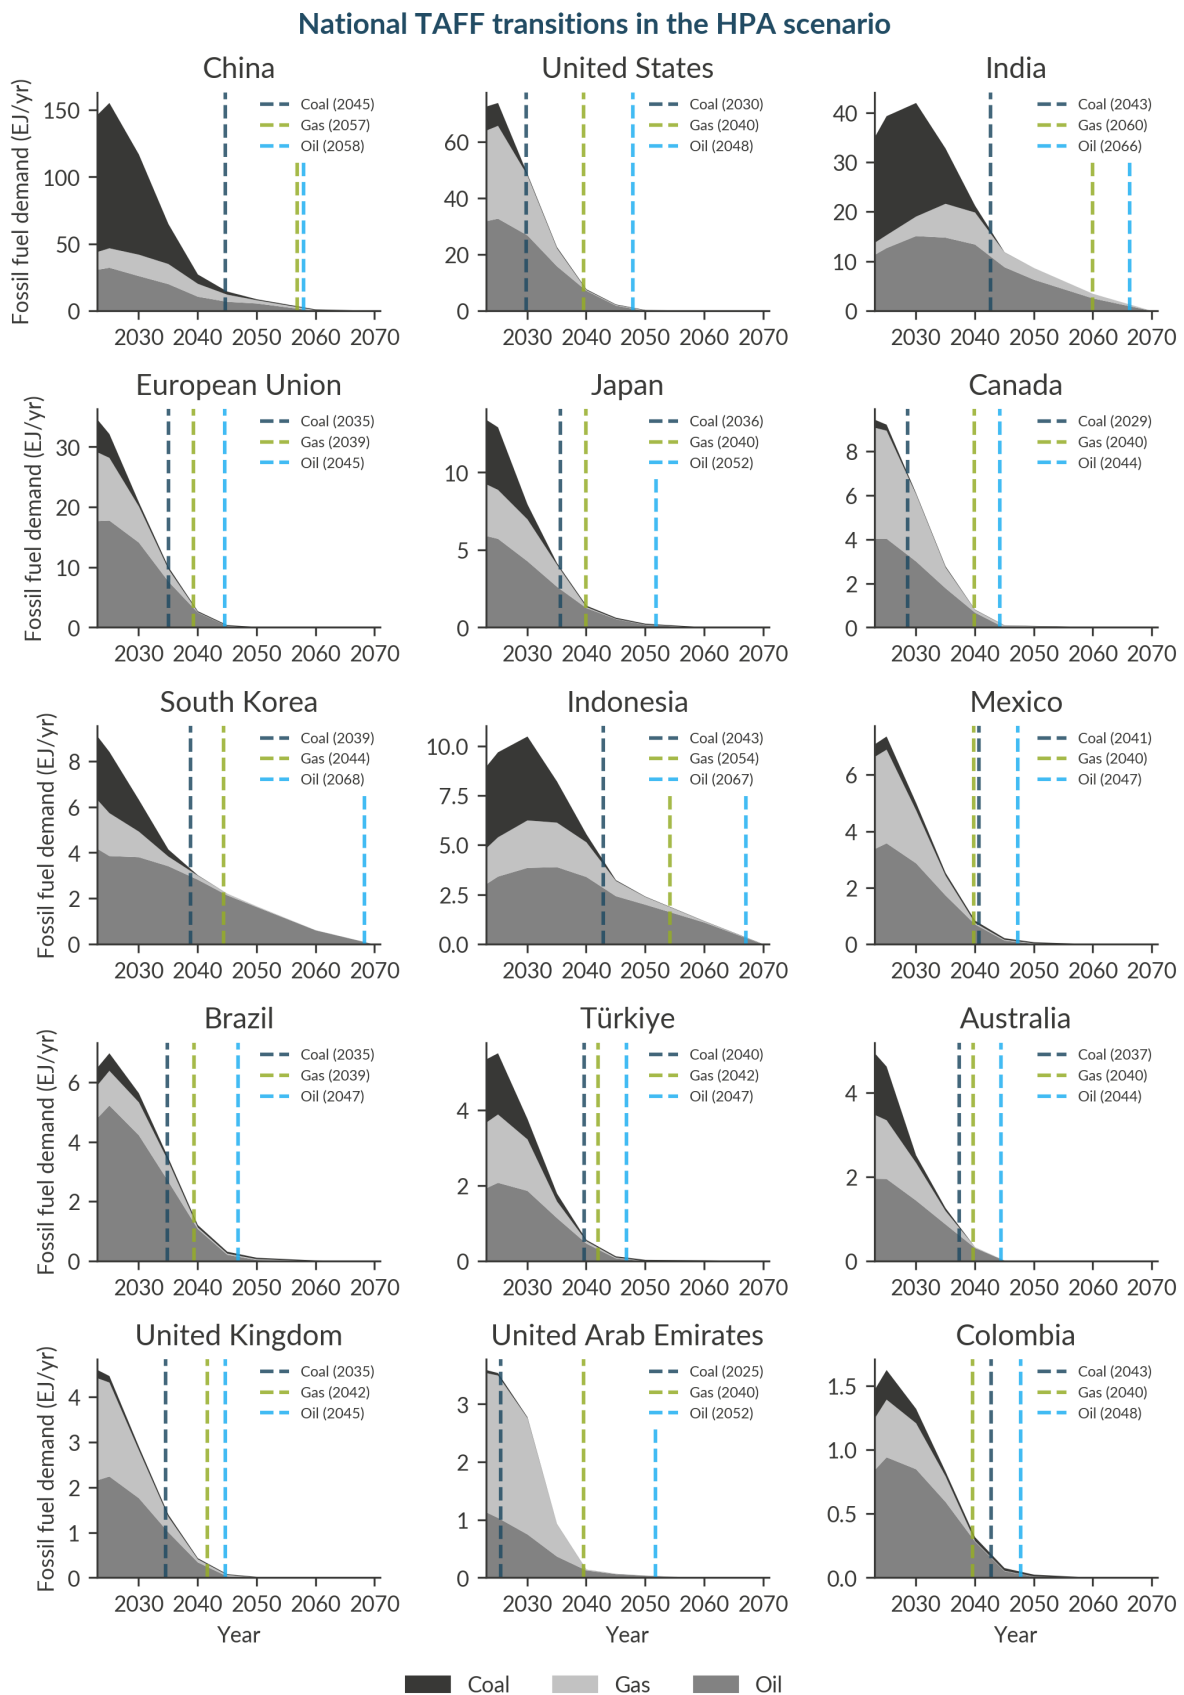 National TAFF transitions in the HPA scenario
China
Fossil fuel demand (EJ/yr)
150
100
50
0
2030 2040 2050 2060 2070
Coal (2045)
Gas (2057)
Oil (2058)
United States
60
40
20
0
2030 2040 2050 2060 2070
Coal (2030)
Gas (2040)
Oil (2048)
India
40
30
20
10
0
2030 2040 2050 2060 2070
Coal (2043)
Gas (2060)
Oil (2066)
European Union
Fossil fuel demand (EJ/yr)
30
20
10
0
2030 2040 2050 2060 2070
Coal (2035)
Gas (2039)
Oil (2045)
Japan
10
5
0
2030 2040 2050 2060 2070
Coal (2036)
Gas (2040)
Oil (2052)
Canada
8
6
4
2
0
2030 2040 2050 2060 2070
Coal (2029)
Gas (2040)
Oil (2044)
South Korea
Fossil fuel demand (EJ/yr)
8
6
4
2
0
2030 2040 2050 2060 2070
Coal (2039)
Gas (2044)
Oil (2068)
Indonesia
10.0
7.5
5.0
2.5
0.0
2030 2040 2050 2060 2070
Coal (2043)
Gas (2054)
Oil (2067)
Mexico
6
4
2
0
2030 2040 2050 2060 2070
Coal (2041)
Gas (2040)
Oil (2047)
Brazil
Fossil fuel demand (EJ/yr)
6
4
2
0
2030 2040 2050 2060 2070
Coal (2035)
Gas (2039)
Oil (2047)
Türkiye
4
2
0
2030 2040 2050 2060 2070
Coal (2040)
Gas (2042)
Oil (2047)
Australia
4
2
0
2030 2040 2050 2060 2070
Coal (2037)
Gas (2040)
Oil (2044)
United Kingdom
Fossil fuel demand (EJ/yr)
4
3
2
1
0
2030 2040 2050 2060 2070
Year
Coal (2035)
Gas (2042)
Oil (2045)
United Arab Emirates
3
2
1
0
2030 2040 2050 2060 2070
Year
Coal (2025)
Gas (2040)
Oil (2052)
Colombia
1.5
1.0
0.5
0.0
2030 2040 2050 2060 2070
Year
Coal (2043)
Gas (2040)
Oil (2048)
Coal Gas Oil